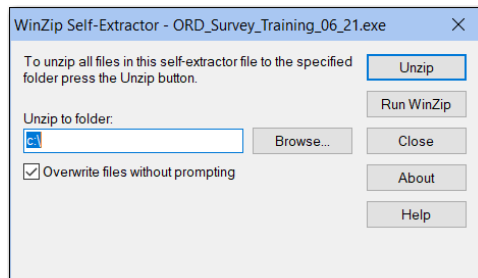 WinZip Self-Extractor - ORD_Survey_Training_06_21.exe
To unzip all files in this self-extractor file to the specified
folder press the Unzip button.
Unzip to folder:
c:\
Browse...
Overwrite files without prompting
Unzip
Run WinZip
Close
About
Help